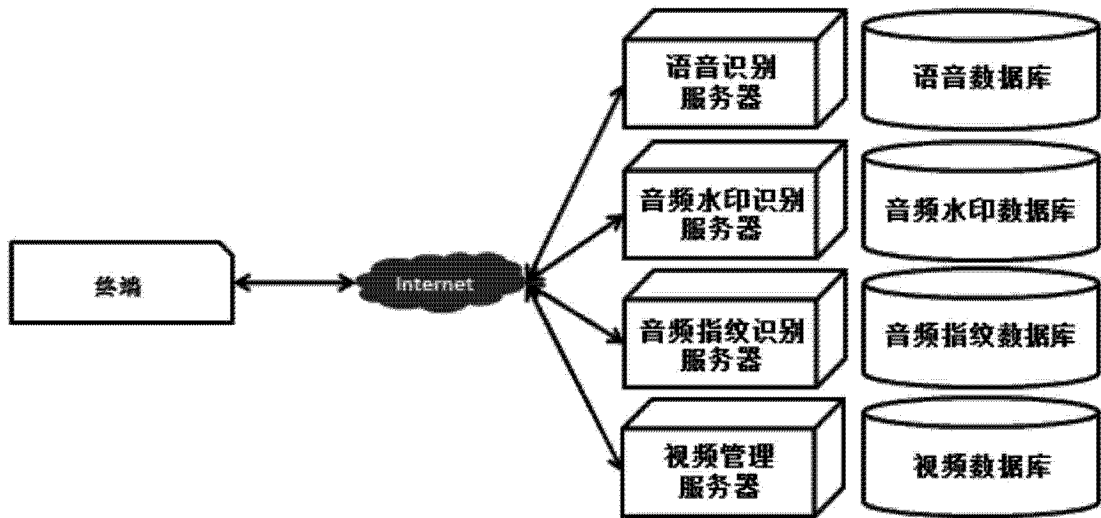 语音识别
服务器
语音数据库
音频水印识别
服务器
音频水印数据库
终端
Internet
音频指纹识别
服务器
音频指纹数据库
视频管理
服务器
视频数据库